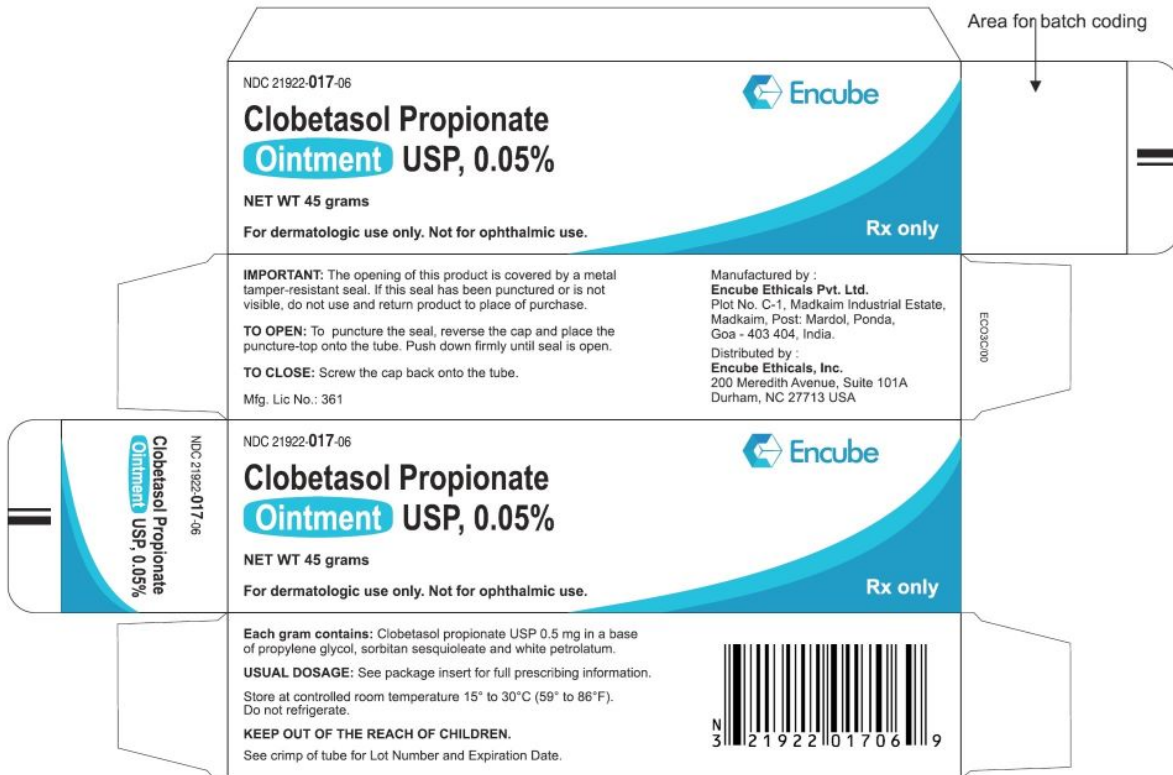 Area for batch coding
NDC 21922-017-06
Encube
Clobetasol Propionate
Ointment USP, 0.05%
NET WT 45 grams
For dermatologic use only. Not for ophthalmic use.
Rx only
IMPORTANT: The opening of this product is covered by a metal
tamper-resistant seal. If this seal has been punctured or is not
visible, do not use and return product to place of purchase.
TO OPEN: To puncture the seal, reverse the cap and place the
puncture-top onto the tube. Push down firmly until seal is open.
TO CLOSE: Screw the cap back onto the tube.
Mfg. Lic No.: 361
Manufactured by :
Encube Ethicals Pvt. Ltd.
Plot No. C-1, Madkaim Industrial Estate,
Madkaim, Post: Mardol, Ponda,
Goa - 403 404, India.
Distributed by :
Encube Ethicals, Inc.
200 Meredith Avenue, Suite 101A
Durham, NC 27713 USA
ECO3C/00
NDC 21922-017-06
Clobetasol Propionate
Ointment USP, 0.05%
NDC 21922-017-06
Encube
Clobetasol Propionate
Ointment USP, 0.05%
NET WT 45 grams
For dermatologic use only. Not for ophthalmic use.
Rx only
Each gram contains: Clobetasol propionate USP 0.5 mg in a base
of propylene glycol, sorbitan sesquioleate and white petrolatum.
USUAL DOSAGE: See package insert for full prescribing information.
Store at controlled room temperature 15° to 30°C (59° to 86°F).
Do not refrigerate.
KEEP OUT OF THE REACH OF CHILDREN.
See crimp of tube for Lot Number and Expiration Date.
N
3 21922 01706 9